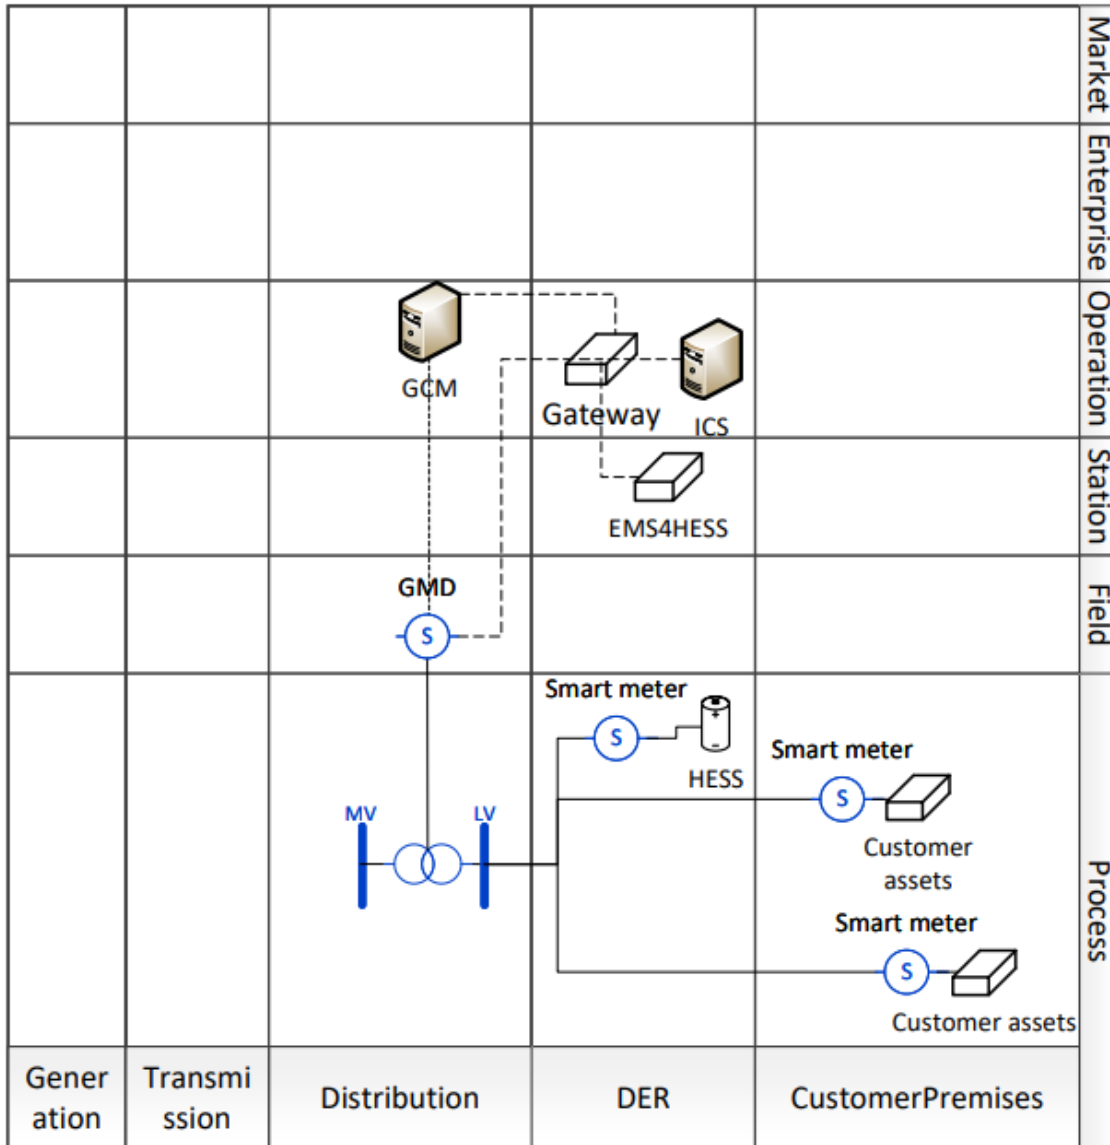 Market
Enterprise
Operation
GCM
Gateway
ICS
Station
EMS4HESS
Field
GMD
S
Process
Smart meter
S
HESS
Smart meter
S
Customer
assets
MV
LV
Smart meter
S
Customer assets
Gener
ation
Transmi
ssion
Distribution
DER
CustomerPremises